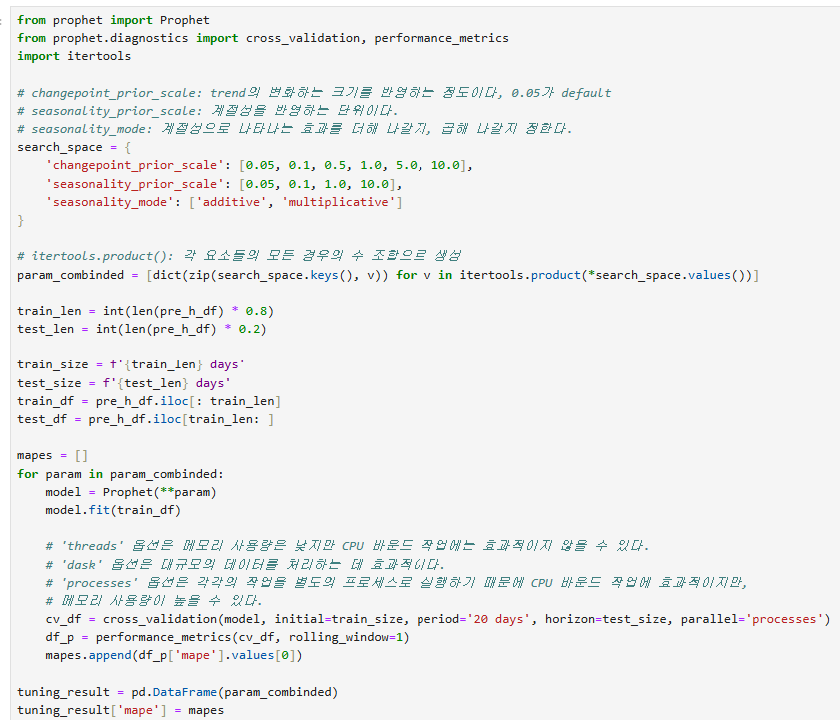 from prophet import Prophet
from prophet.diagnostics import cross_validation, performance_metrics
import itertools
# changepoint_prior_scale: trend의 변화하는 크기를 반영하는 정도이다, 0.05가 default
# seasonality_prior_scale: 계절성을 반영하는 단위이다.
# seasonality_mode: 계절성으로 나타나는 효과를 더해 나갈지, 곱해 나갈지 정한다.
search_space = {
    'changepoint_prior_scale': [0.05, 0.1, 0.5, 1.0, 5.0, 10.0],
    'seasonality_prior_scale': [0.05, 0.1, 1.0, 10.0],
    'seasonality_mode': ['additive', 'multiplicative']
}
# itertools.product(): 각 요소들의 모든 경우의 수 조합으로 생성
param_combinded = [dict(zip(search_space.keys(), v)) for v in itertools.product(*search_space.values())]
train_len = int(len(pre_h_df) * 0.8)
test_len = int(len(pre_h_df) * 0.2)
train_size = f'{train_len} days'
test_size = f'{test_len} days'
train_df = pre_h_df.iloc[: train_len]
test_df = pre_h_df.iloc[train_len: ]
mapes = []
for param in param_combinded:
    model = Prophet(**param)
    model.fit(train_df)
    # 'threads' 옵션은 메모리 사용량은 낮지만 CPU 바운드 작업에는 효과적이지 않을 수 있다.
    # 'dask' 옵션은 대규모의 데이터를 처리하는 데 효과적이다.
    # 'processes' 옵션은 각각의 작업을 별도의 프로세스로 실행하기 때문에 CPU 바운드 작업에 효과적이지만,
    # 메모리 사용량이 높을 수 있다.
    cv_df = cross_validation(model, initial=train_size, period='20 days', horizon=test_size, parallel='processes')
    df_p = performance_metrics(cv_df, rolling_window=1)
    mapes.append(df_p['mape'].values[0])
tuning_result = pd.DataFrame(param_combinded)
tuning_result['mape'] = mapes